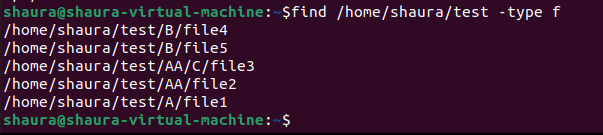 shaura@shaura-virtual-machine:~$find /home/shaura/test -type f
/home/shaura/test/B/file4
/home/shaura/test/B/file5
/home/shaura/test/AA/C/file3
/home/shaura/test/AA/file2
/home/shaura/test/A/file1
shaura@shaura-virtual-machine:~$